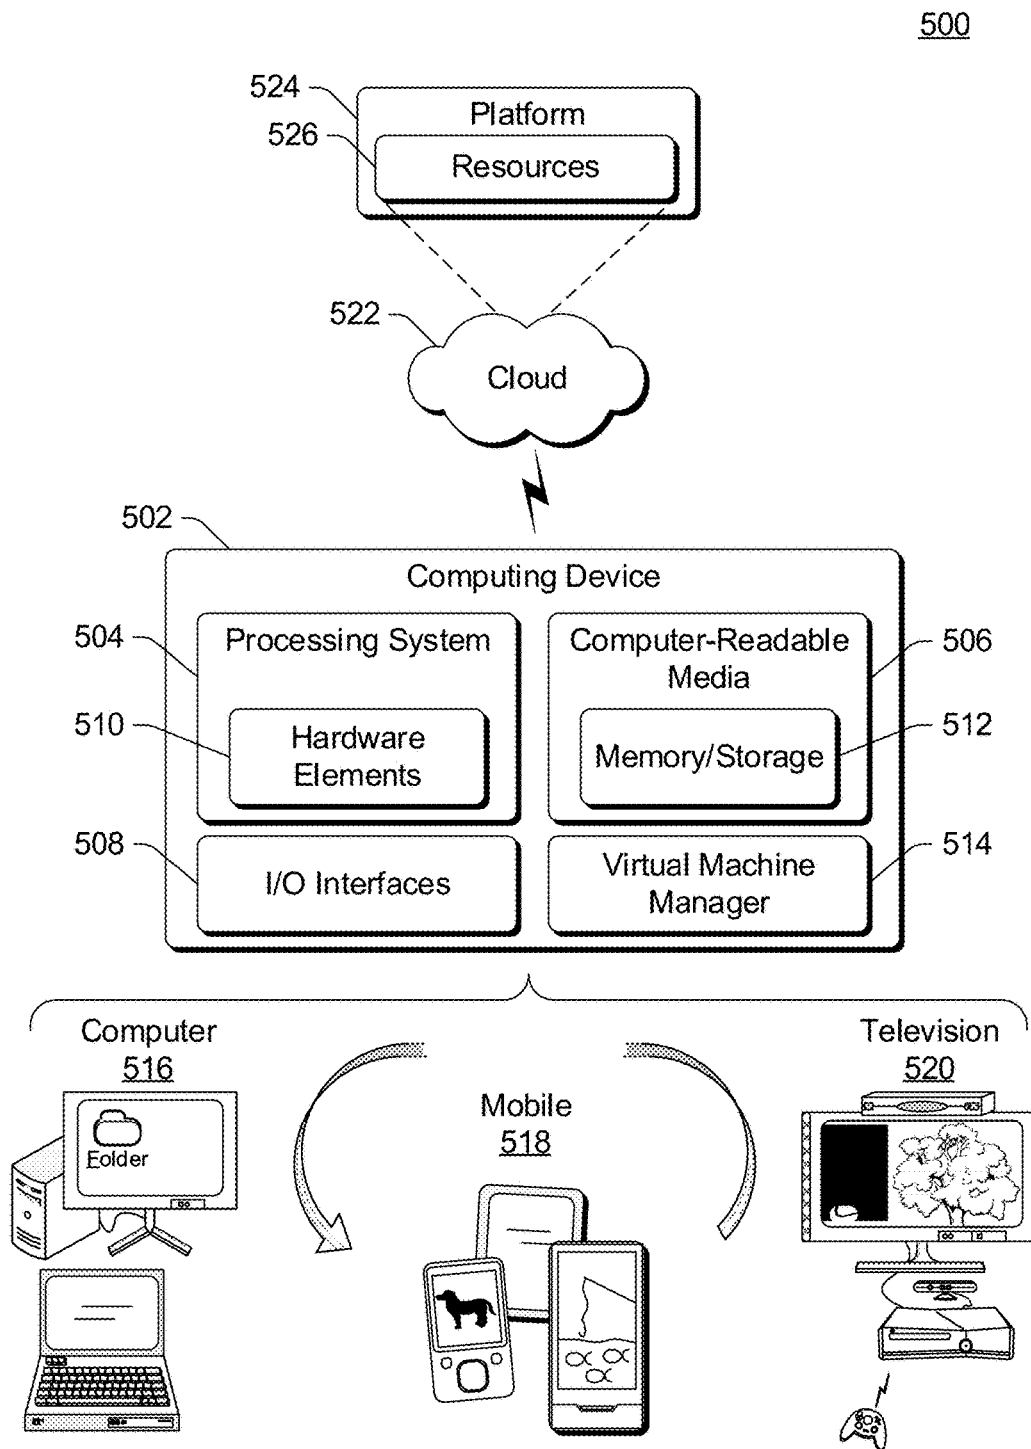 500
524
Platform
526
Resources
522
Cloud
502
Computing Device
504
Processing System
Computer-Readable
Media
506
510
Hardware
Elements
Memory/Storage
512
508
I/O Interfaces
Virtual Machine
Manager
514
Computer
516
Folder
Mobile
518
Television
520